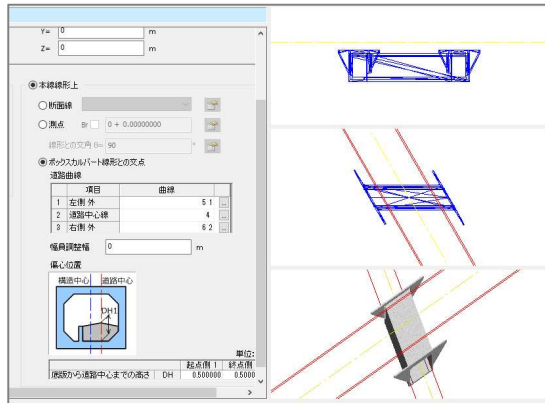 Y= 0 m
Z= 0 m
本線線形上
断面線
測点 Br 0 + 0.00000000
線形との交角 θ= 90 °
ボックスカルバート線形との交点
道路曲線
項目 曲線
1 左側 外 5 1 ...
2 道路中心線 4 ...
3 右側 外 6 2 ...
幅員調整幅 0 m
偏心位置
構造中心 道路中心
DH1
単位:
起点側 1 終点側
底版から道路中心までの高さ DH 0.500000 0.5000